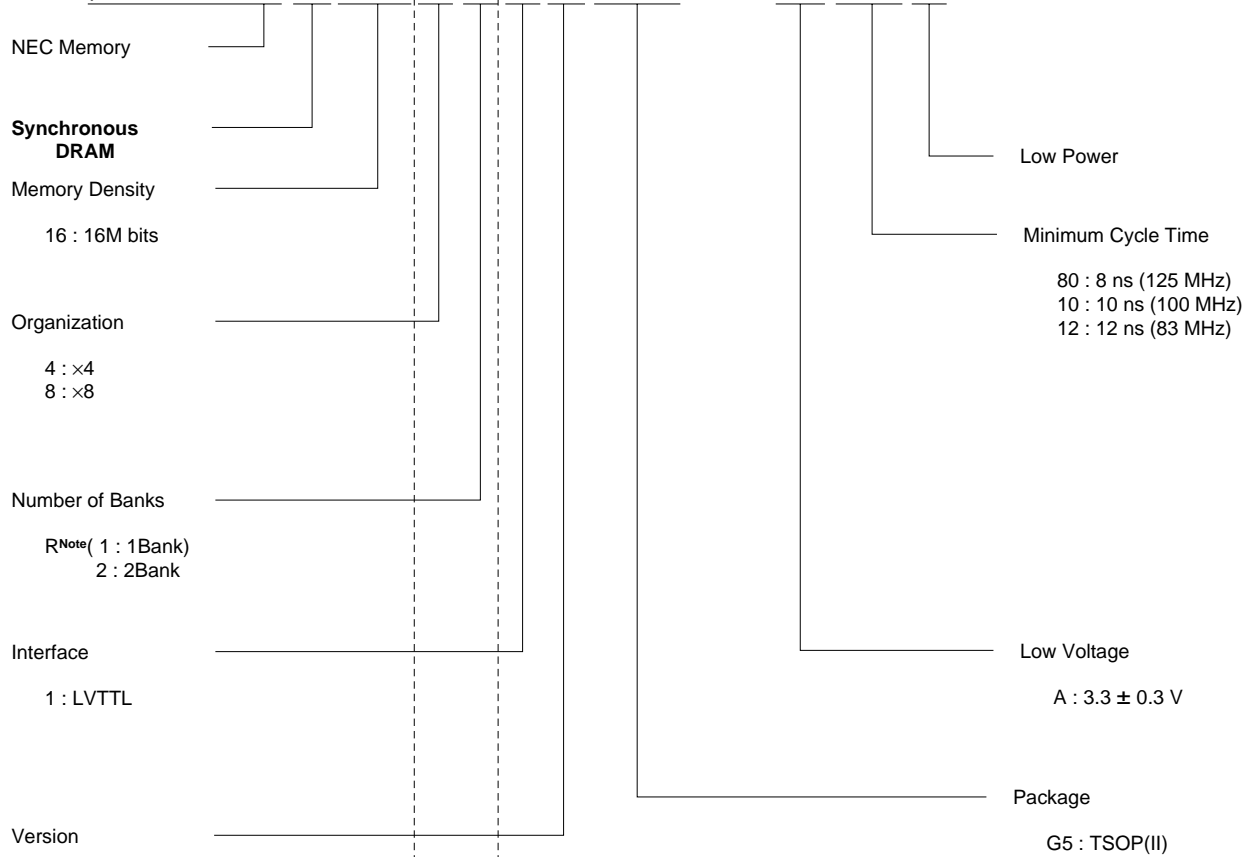 NEC Memory
Synchronous
DRAM
Memory Density
16 : 16M bits
Organization
4 : ×4
8 : ×8
Number of Banks
RNote( 1 : 1Bank)
2 : 2Bank
Interface
1 : LVTTL
Version
Low Power
Minimum Cycle Time
80 : 8 ns (125 MHz)
10 : 10 ns (100 MHz)
12 : 12 ns (83 MHz)
Low Voltage
A : 3.3 ± 0.3 V
Package
G5 : TSOP(II)